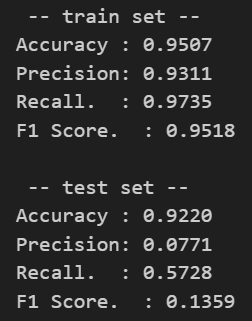 -- train set --
Accuracy : 0.9507
Precision: 0.9311
Recall.  : 0.9735
F1 Score.  : 0.9518

-- test set --
Accuracy : 0.9220
Precision: 0.0771
Recall.  : 0.5728
F1 Score.  : 0.1359